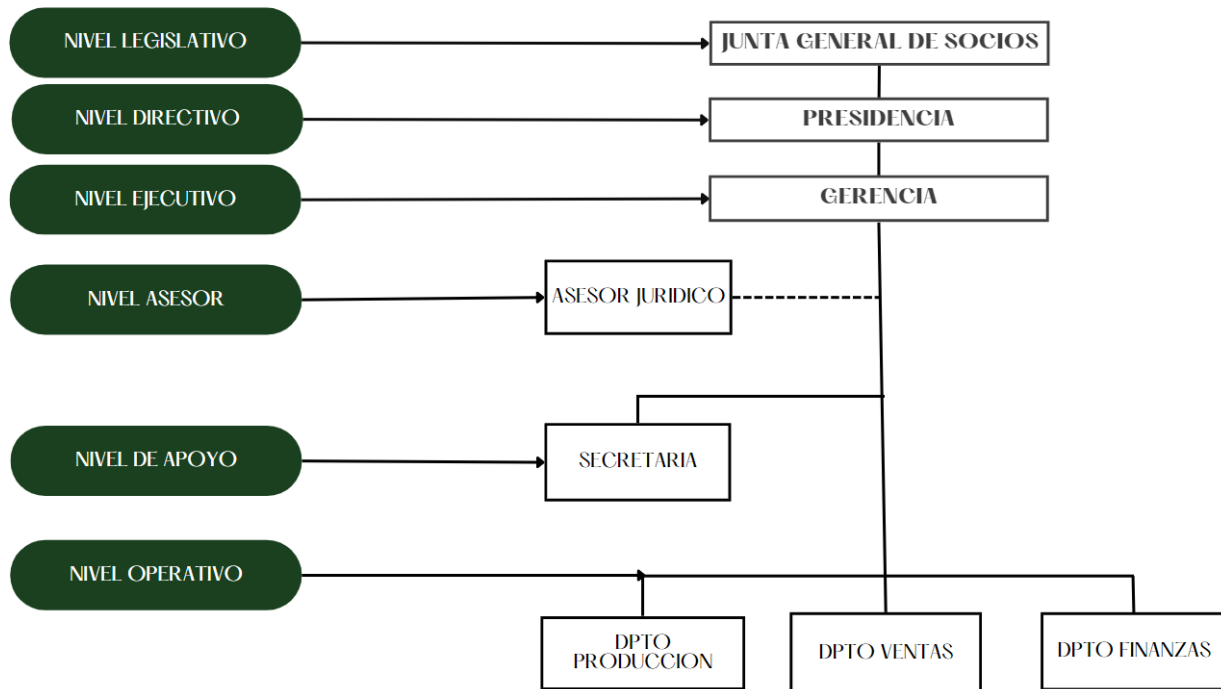 NIVEL LEGISLATIVO
JUNTA GENERAL DE SOCIOS
NIVEL DIRECTIVO
PRESIDENCIA
NIVEL EJECUTIVO
GERENCIA
NIVEL ASESOR
ASESOR JURIDICO
NIVEL DE APOYO
SECRETARIA
NIVEL OPERATIVO
DPTO
PRODUCCION
DPTO VENTAS
DPTO FINANZAS